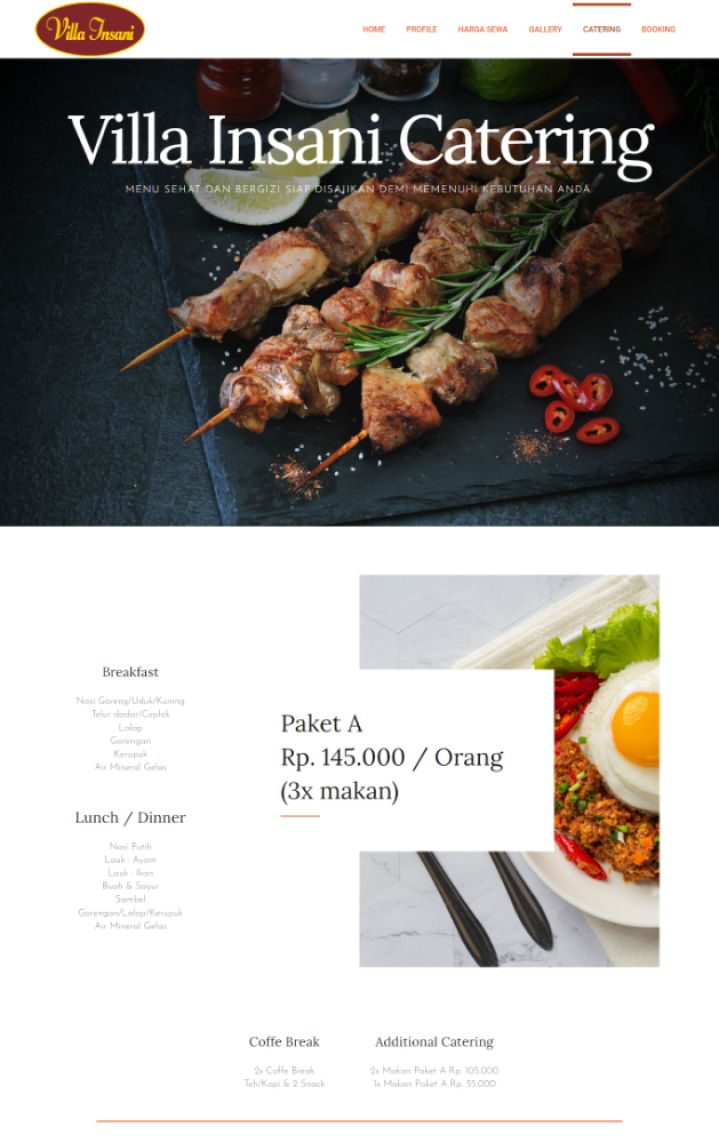 Villa Insani
HOME PROFILE HARGA SEWA GALLERY CATERING BOOKING
Villa Insani Catering
MENU SEHAT DAN BERGIZI SIAP DISAJIKAN DEMI MEMENUHI KEBUTUHAN ANDA
Breakfast
Nasi Goreng/Uduk/Kuning
Telur dadar/Ceplok
Lalap
Gorengan
Kerupuk
Air Mineral Gelas
Paket A
Rp. 145.000 / Orang
(3x makan)
Lunch / Dinner
Nasi Putih
Lauk : Ayam
Lauk : Ikan
Buah & Sayur
Sambel
Gorengan/Lalap/Kerupuk
Air Mineral Gelas
Coffe Break
2x Coffe Break
Teh/Kopi & 2 Snack
Additional Catering
2x Makan Paket A Rp. 105.000
1x Makan Paket A Rp. 55.000